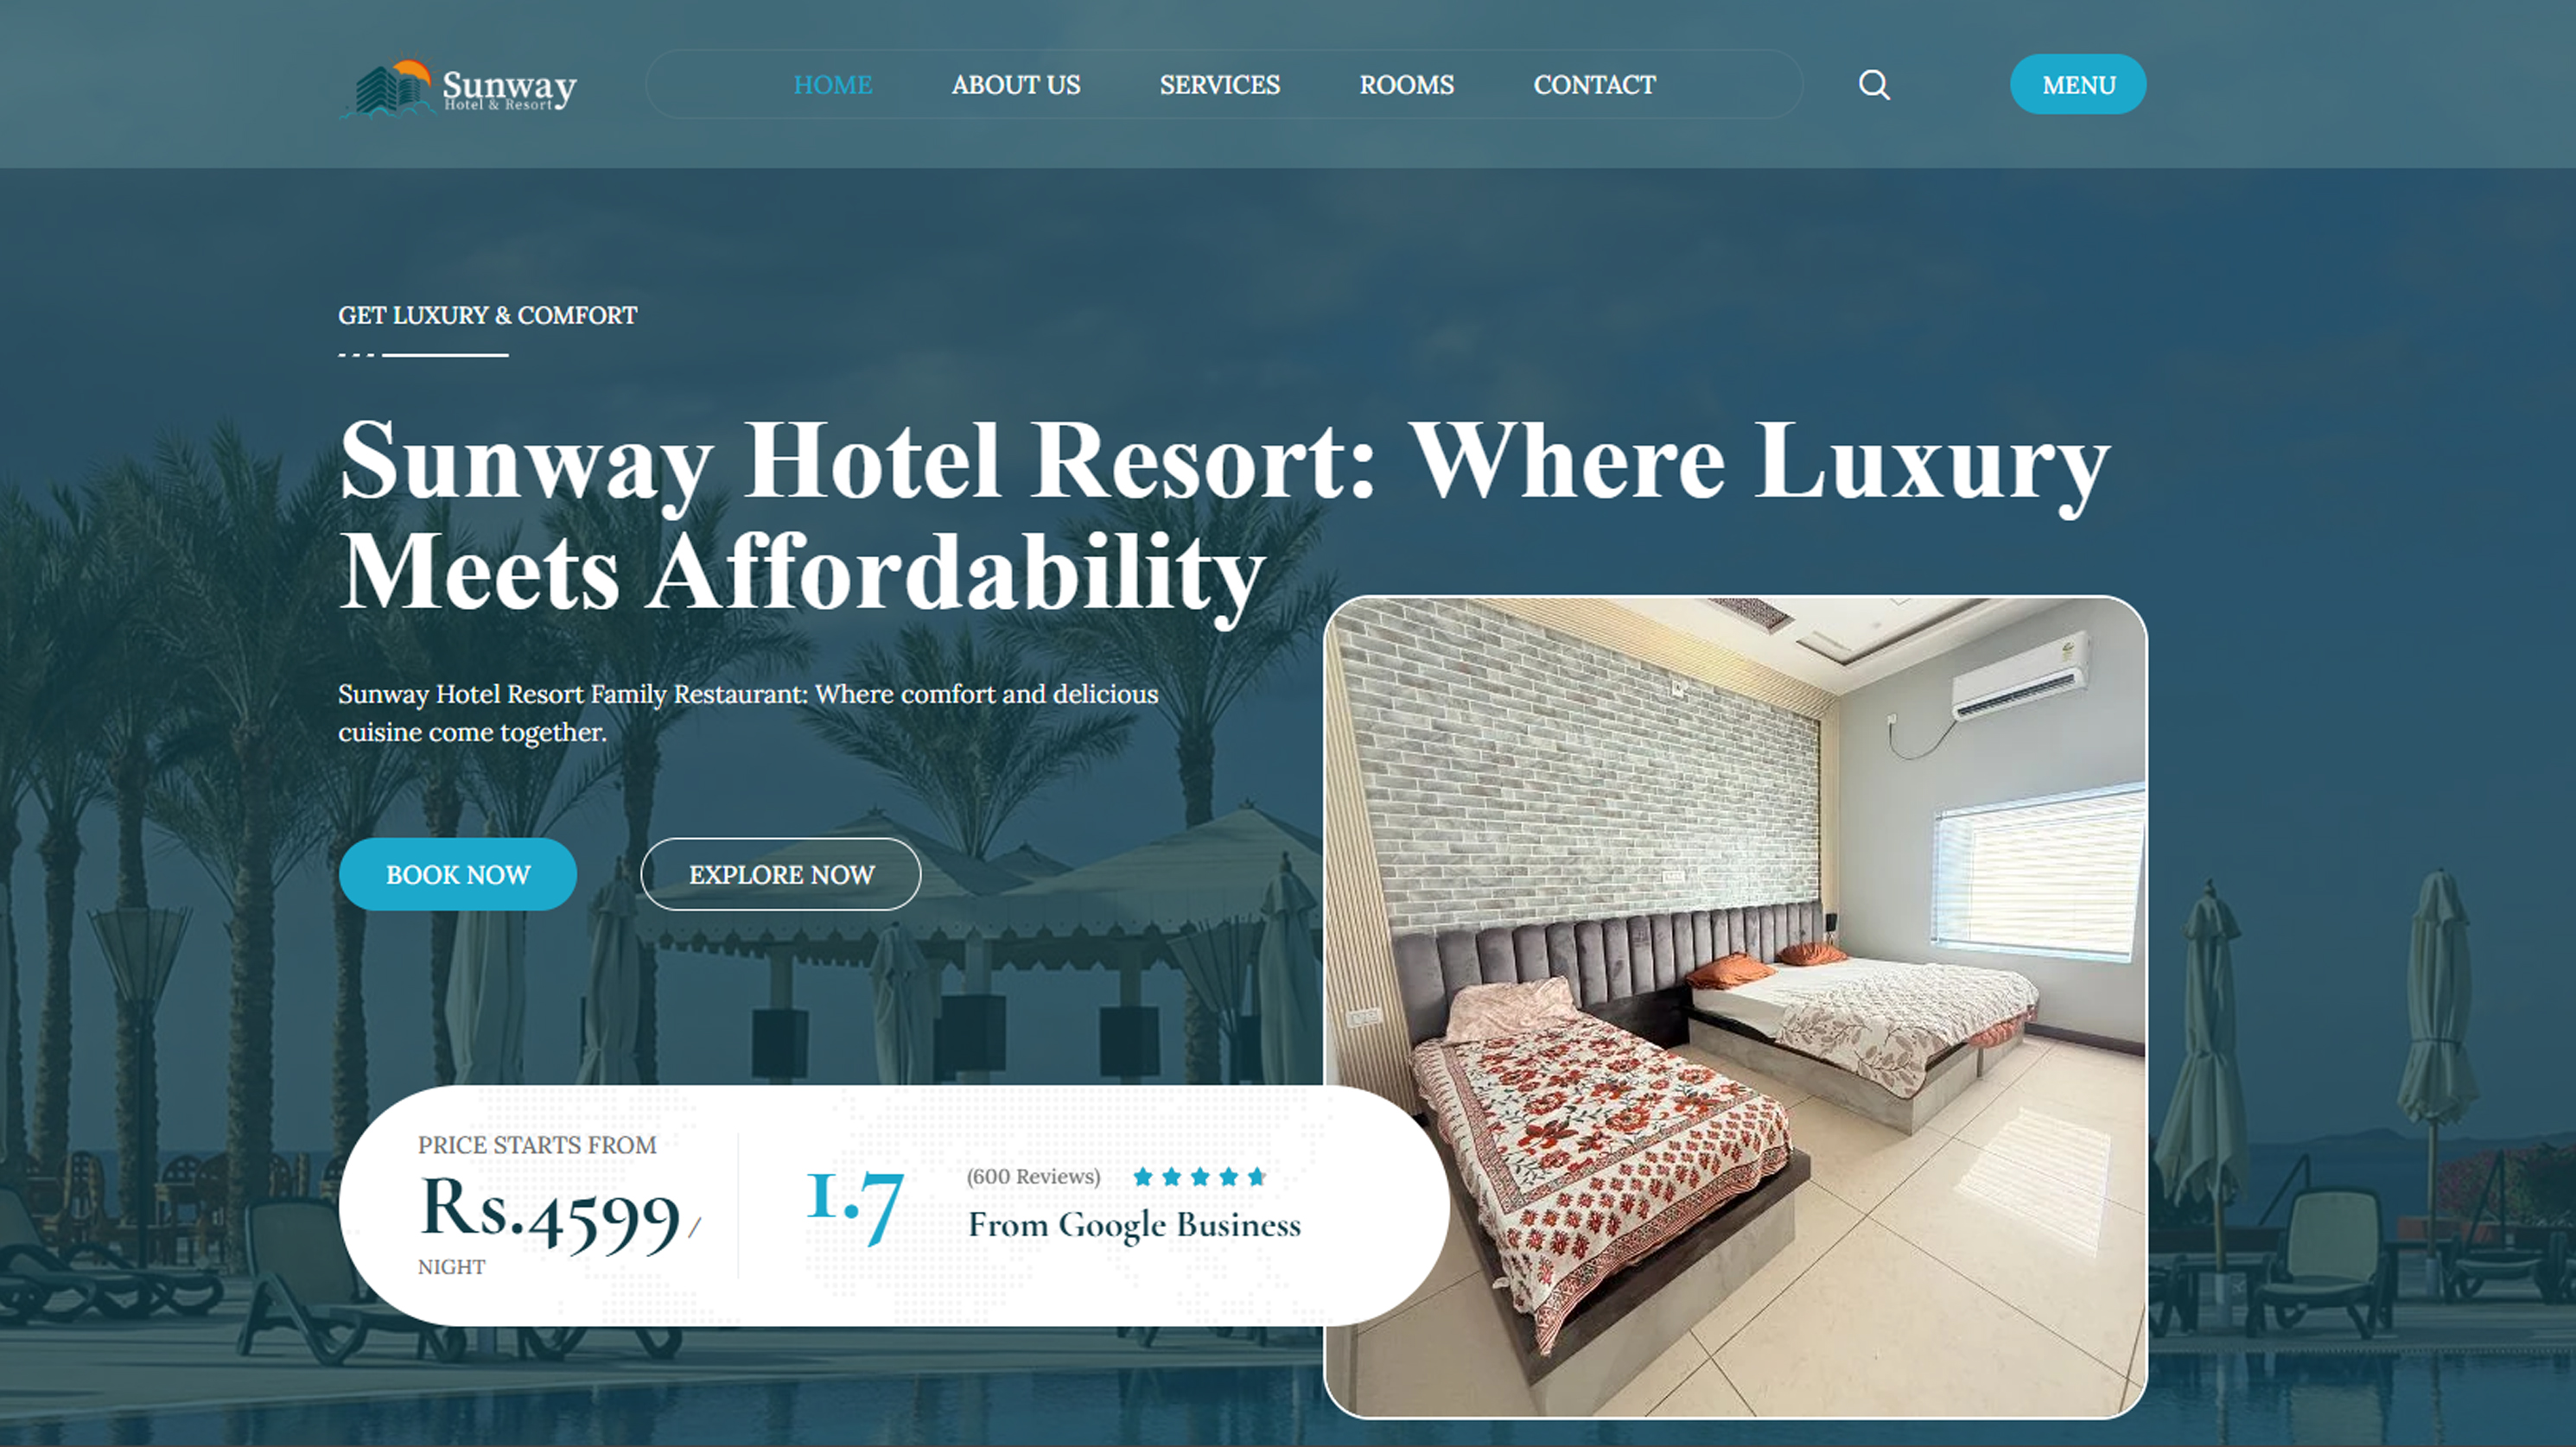 Sunway
Hotel & Resort
HOME
ABOUT US
SERVICES
ROOMS
CONTACT
MENU
GET LUXURY & COMFORT
Sunway Hotel Resort: Where Luxury
Meets Affordability
Sunway Hotel Resort Family Restaurant: Where comfort and delicious
cuisine come together.
BOOK NOW
EXPLORE NOW
PRICE STARTS FROM
Rs.4599 /
NIGHT
1.7
(600 Reviews)
From Google Business